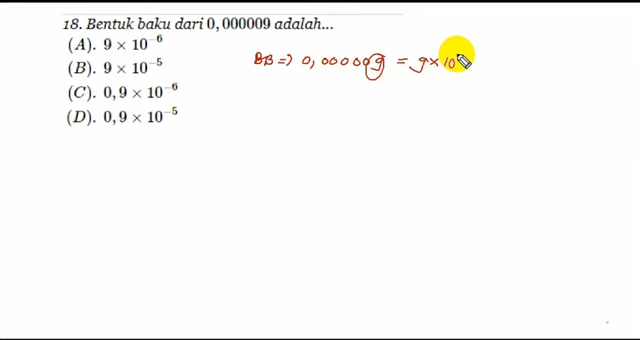 18. Bentuk baku dari 0, 000009 adalah...
(A). 9 × 10⁻⁶
(B). 9 × 10⁻⁵
(C). 0, 9 × 10⁻⁶
(D). 0, 9 × 10⁻⁵
BB => 0, 000009 = 9 × 10